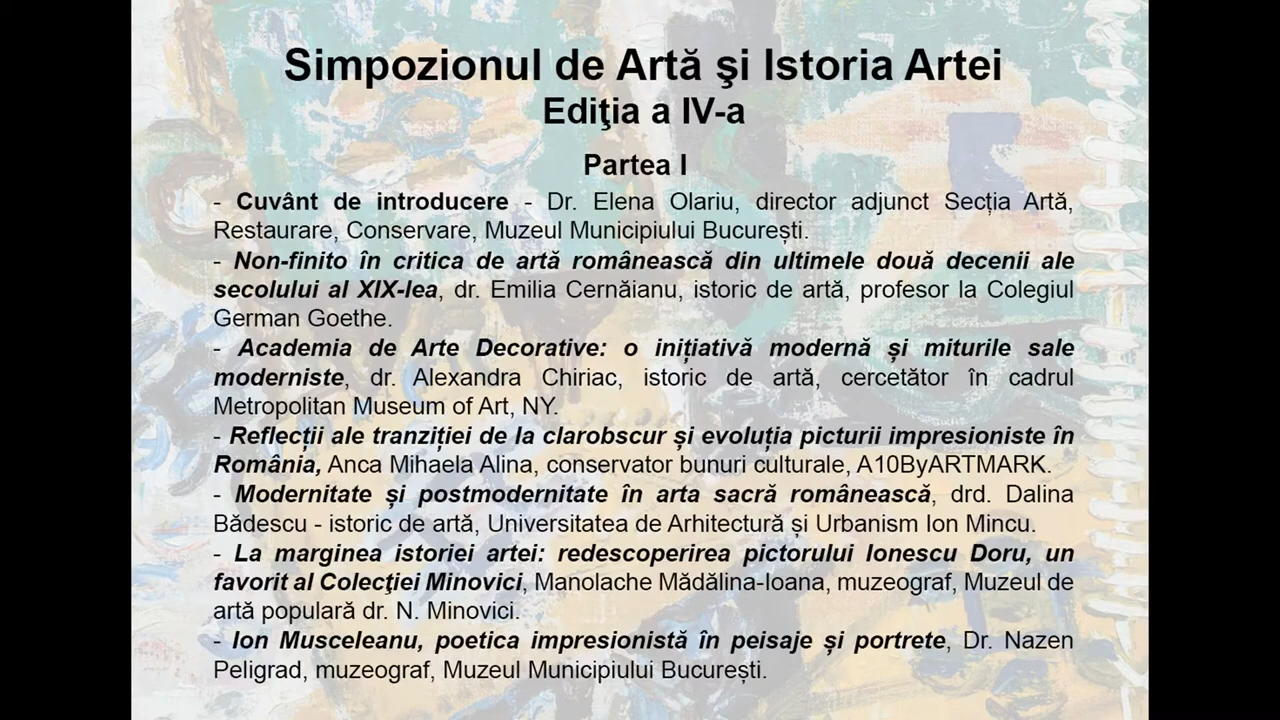 Simpozionul de Artă şi Istoria Artei
Ediţia a IV-a
Partea I
- Cuvânt de introducere - Dr. Elena Olariu, director adjunct Secția Artă,
Restaurare, Conservare, Muzeul Municipiului București.
- Non-finito în critica de artă românească din ultimele două decenii ale
secolului al XIX-lea, dr. Emilia Cernăianu, istoric de artă, profesor la Colegiul
German Goethe.
- Academia de Arte Decorative: o inițiativă modernă și miturile sale
moderniste, dr. Alexandra Chiriac, istoric de artă, cercetător în cadrul
Metropolitan Museum of Art, NY.
- Reflecții ale tranziției de la clarobscur și evoluția picturii impresioniste în
România, Anca Mihaela Alina, conservator bunuri culturale, A10ByARTMARK.
- Modernitate și postmodernitate în arta sacră românească, drd. Dalina
Bădescu - istoric de artă, Universitatea de Arhitectură și Urbanism Ion Mincu.
- La marginea istoriei artei: redescoperirea pictorului Ionescu Doru, un
favorit al Colecţiei Minovici, Manolache Mădălina-Ioana, muzeograf, Muzeul de
artă populară dr. N. Minovici.
- Ion Musceleanu, poetica impresionistă în peisaje și portrete, Dr. Nazen
Peligrad, muzeograf, Muzeul Municipiului București.